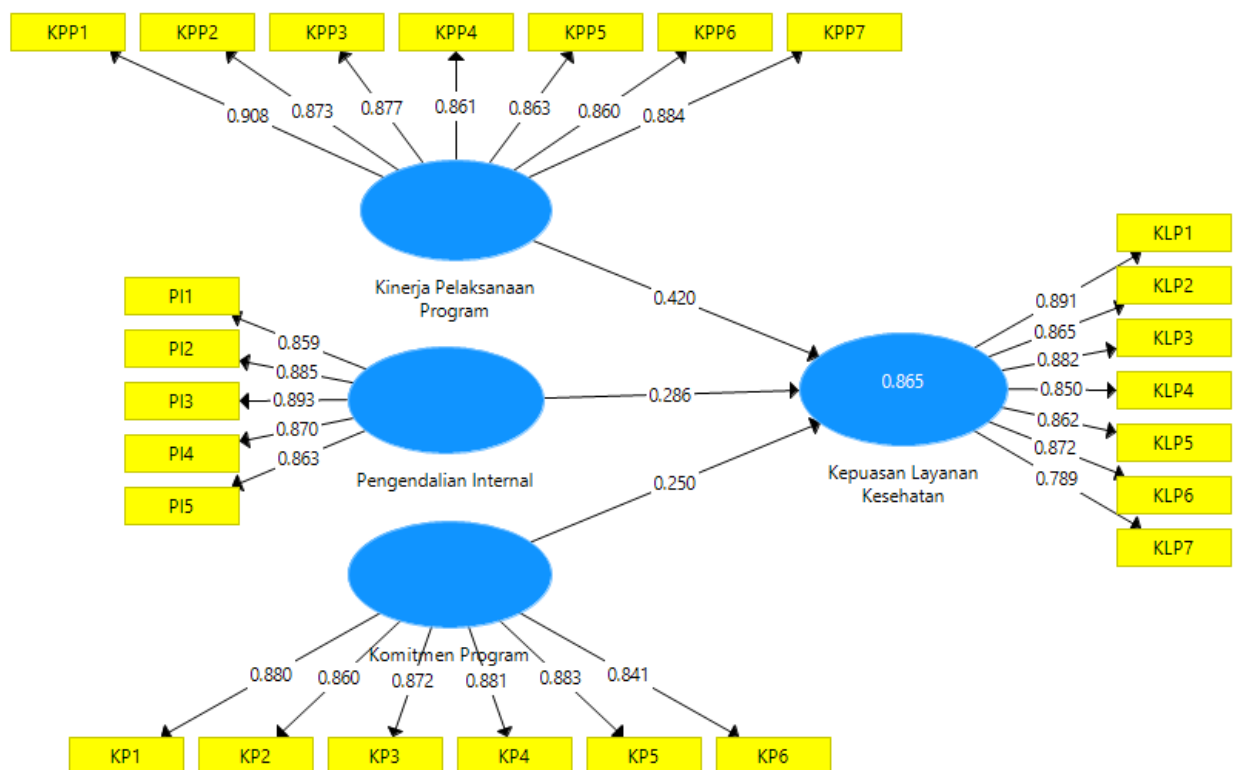 KPP1 KPP2 KPP3 KPP4 KPP5 KPP6 KPP7
0.908 0.873 0.877 0.861 0.863 0.860 0.884
Kinerja Pelaksanaan
Program
0.420
PI1
PI2
PI3
PI4
PI5
0.859
0.885
0.893
0.870
0.863
Pengendalian Internal
0.286
0.250
0.865
Kepuasan Layanan
Kesehatan
KLP1
KLP2
KLP3
KLP4
KLP5
KLP6
KLP7
0.891
0.865
0.882
0.850
0.862
0.872
0.789
Komitmen Program
0.880 0.860 0.872 0.881 0.883 0.841
KP1 KP2 KP3 KP4 KP5 KP6